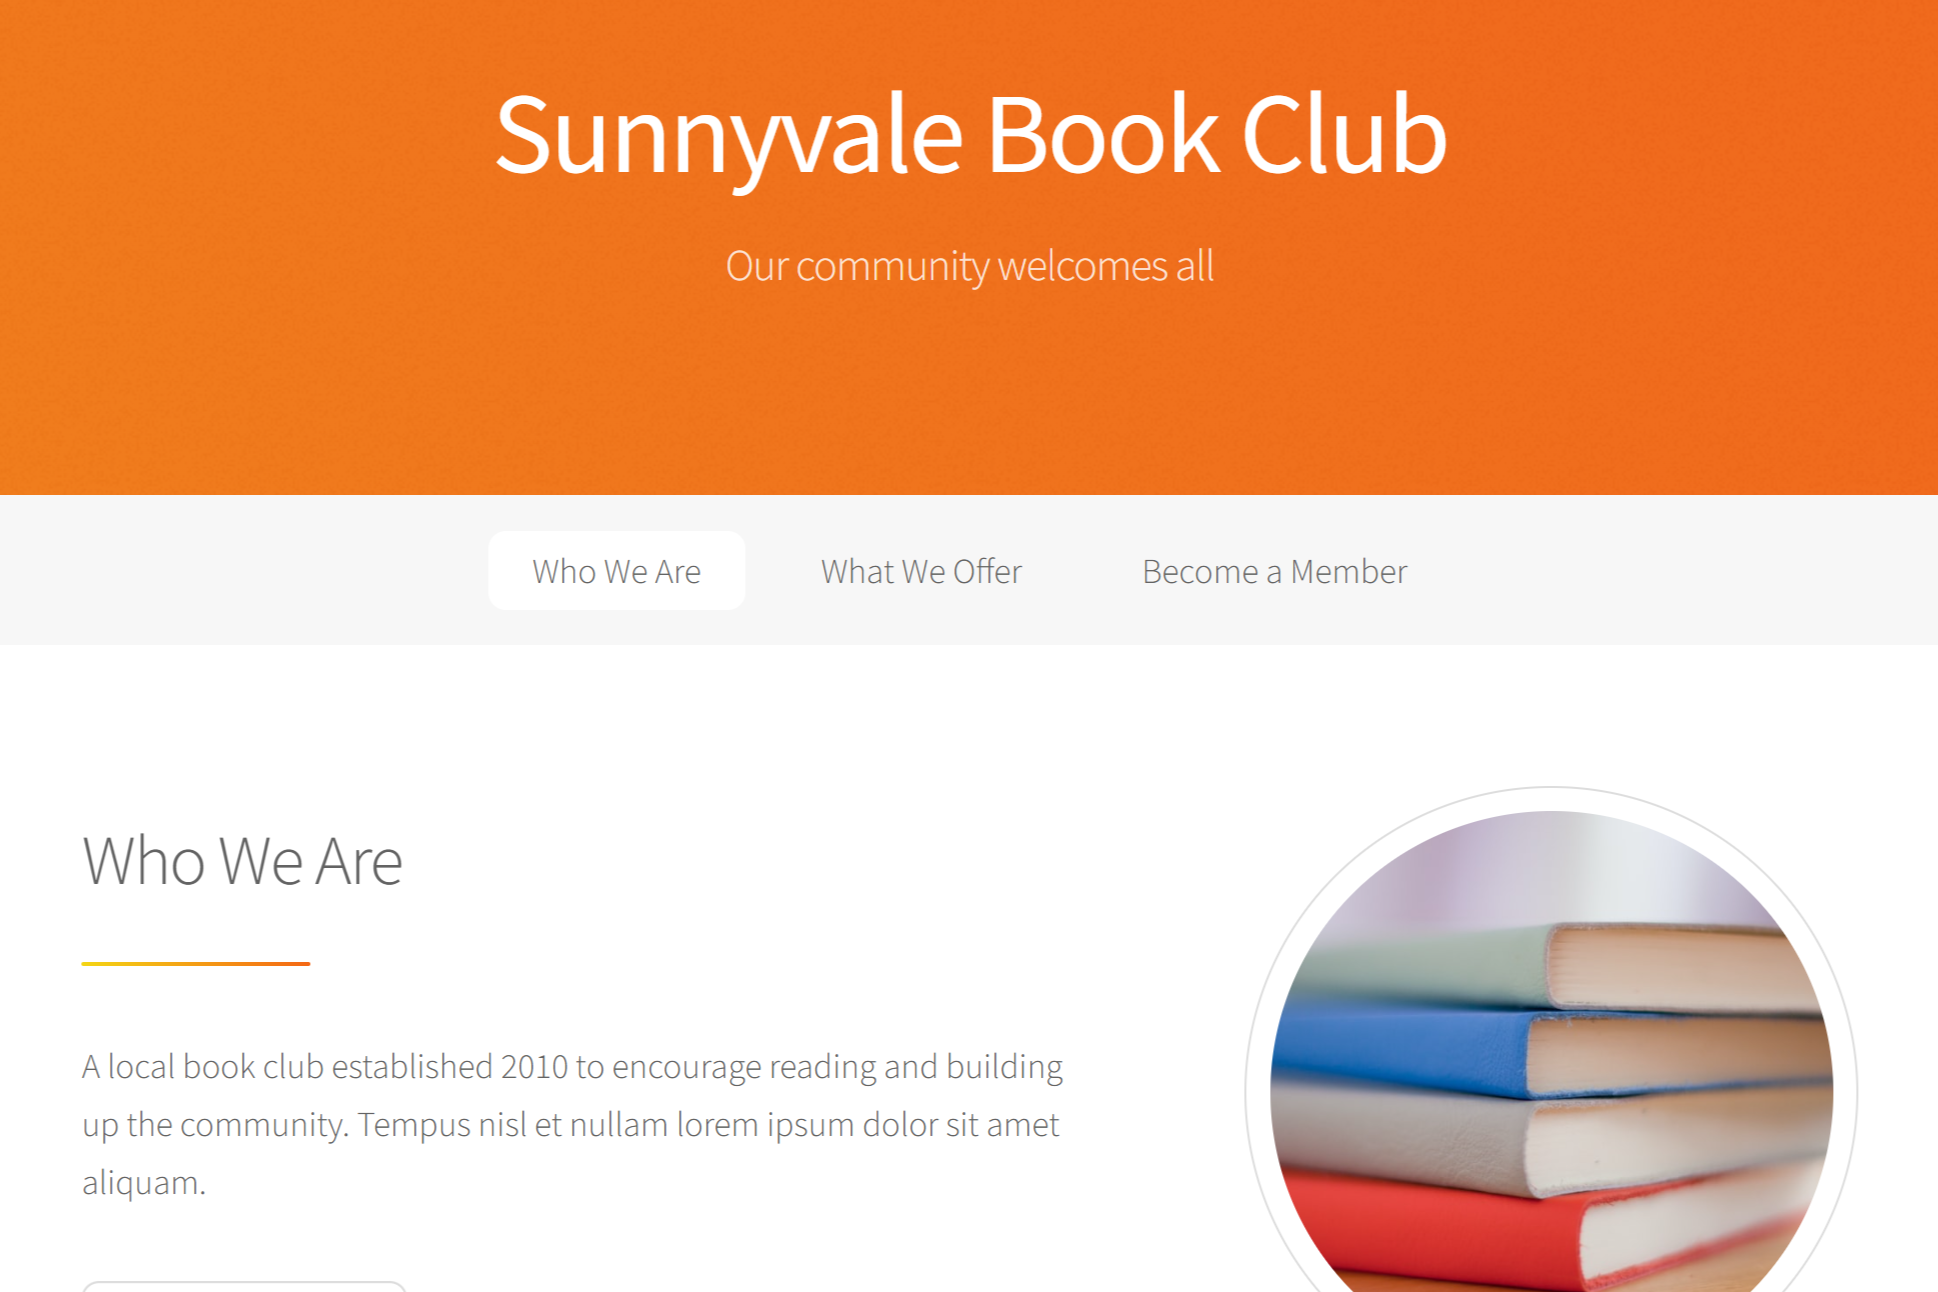 Sunnyvale Book Club
Our community welcomes all
Who We Are
What We Offer
Become a Member
Who We Are
A local book club established 2010 to encourage reading and building
up the community. Tempus nisl et nullam lorem ipsum dolor sit amet
aliquam.